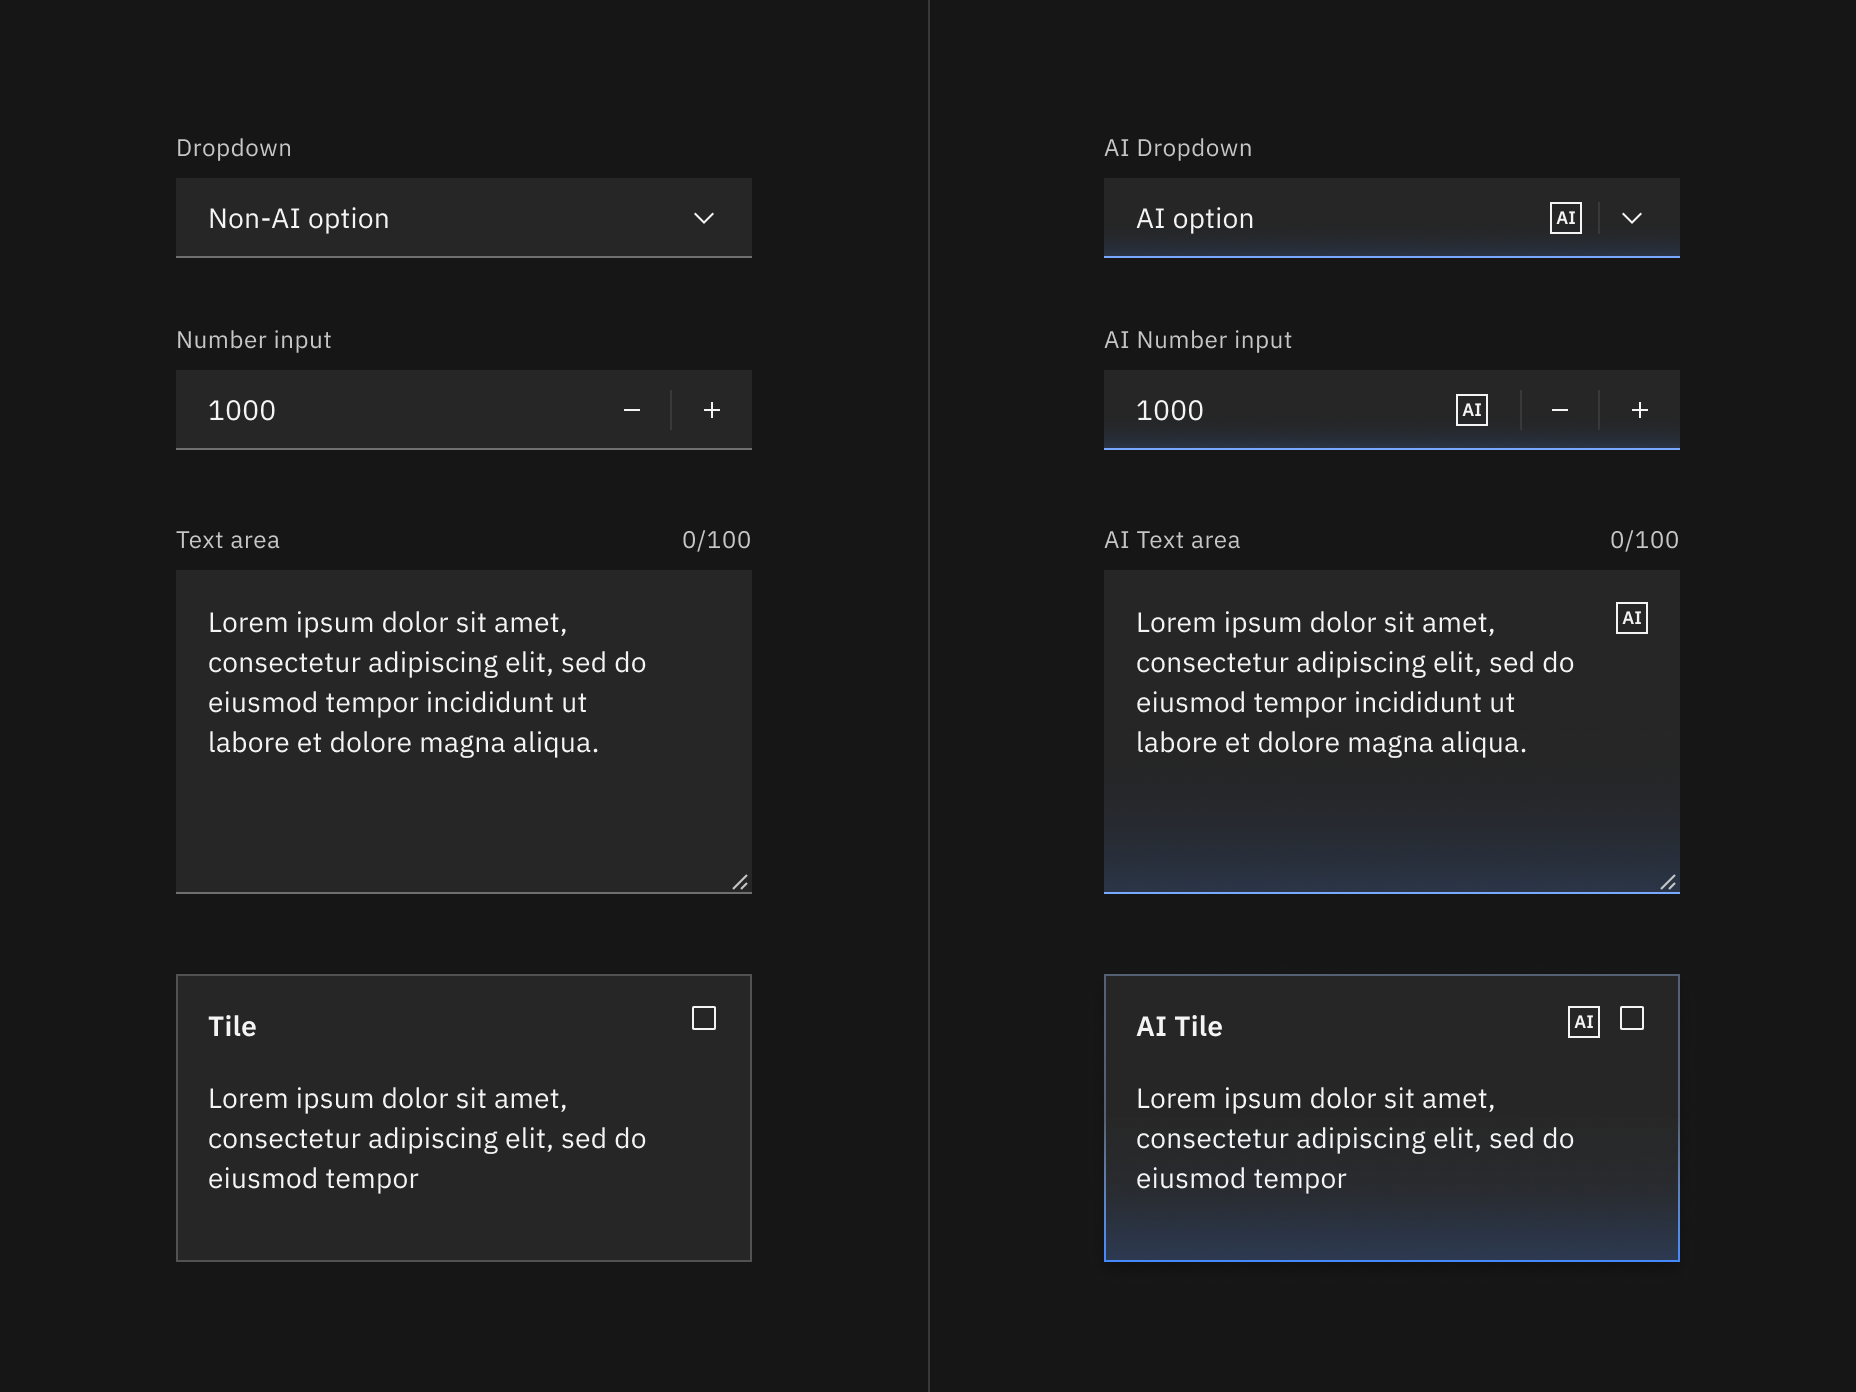 Dropdown
Non-AI option
Number input
1000
Text area 0/100
Lorem ipsum dolor sit amet,
consectetur adipiscing elit, sed do
eiusmod tempor incididunt ut
labore et dolore magna aliqua.
Tile
Lorem ipsum dolor sit amet,
consectetur adipiscing elit, sed do
eiusmod tempor
AI Dropdown
AI option AI
AI Number input
1000 AI
AI Text area 0/100
Lorem ipsum dolor sit amet, AI
consectetur adipiscing elit, sed do
eiusmod tempor incididunt ut
labore et dolore magna aliqua.
AI Tile AI
Lorem ipsum dolor sit amet,
consectetur adipiscing elit, sed do
eiusmod tempor